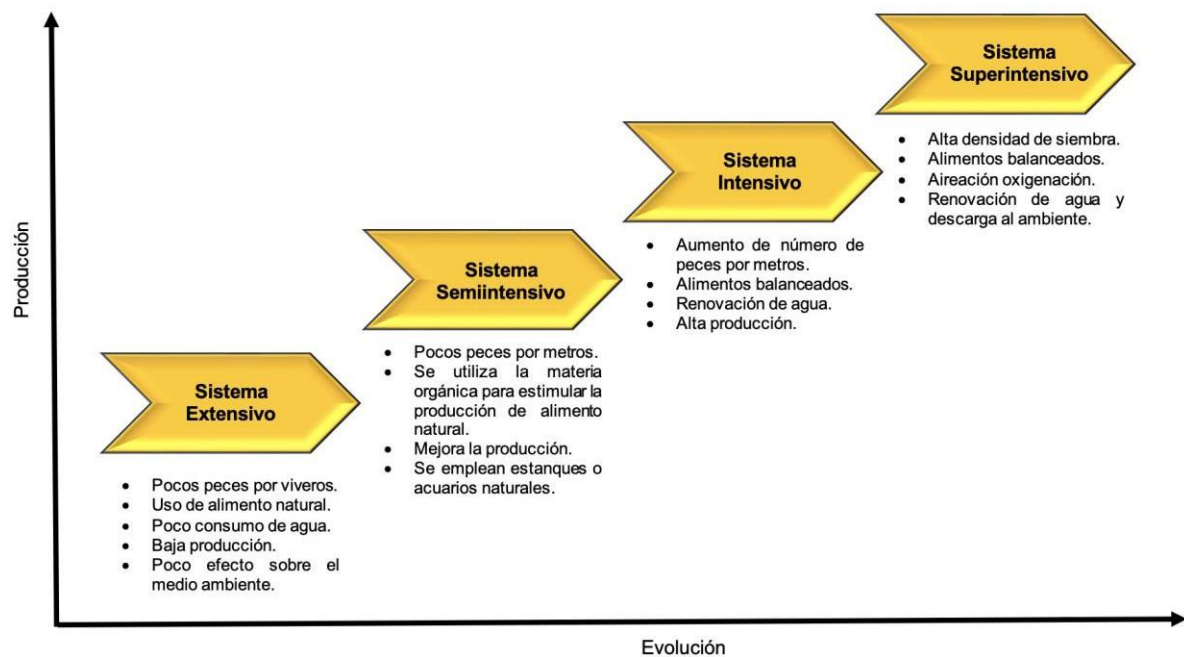 Producción
Sistema
Extensivo
• Pocos peces por viveros.
• Uso de alimento natural.
• Poco consumo de agua.
• Baja producción.
• Poco efecto sobre el
medio ambiente.
Sistema
Semiintensivo
• Pocos peces por metros.
• Se utiliza la materia
orgánica para estimular la
producción de alimento
natural.
• Mejora la producción.
• Se emplean estanques o
acuarios naturales.
Sistema
Intensivo
• Aumento de número de
peces por metros.
• Alimentos balanceados.
• Renovación de agua.
• Alta producción.
Sistema
Superintensivo
• Alta densidad de siembra.
• Alimentos balanceados.
• Aireación oxigenación.
• Renovación de agua y
descarga al ambiente.
Evolución